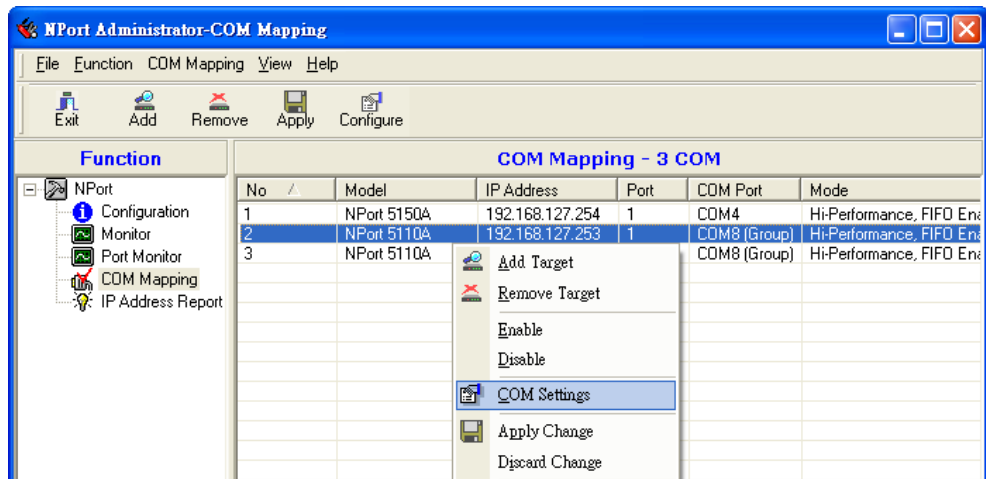 NPort Administrator-COM Mapping
File Function COM Mapping View Help
Exit Add Remove Apply Configure
Function
COM Mapping - 3 COM
NPort
Configuration
Monitor
Port Monitor
COM Mapping
IP Address Report
No Model IP Address Port COM Port Mode
1 NPort 5150A 192.168.127.254 1 COM4 Hi-Performance, FIFO Ena
2 NPort 5110A 192.168.127.253 1 COM8 (Group) Hi-Performance, FIFO Ena
3 NPort 5110A COM8 (Group) Hi-Performance, FIFO Ena
Add Target
Remove Target
Enable
Disable
COM Settings
Apply Change
Discard Change